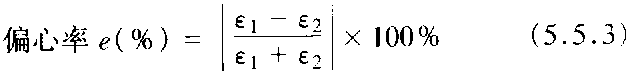 偏心率 e(%) = |(ε₁ − ε₂)/(ε₁ + ε₂)| × 100% (5.5.3)